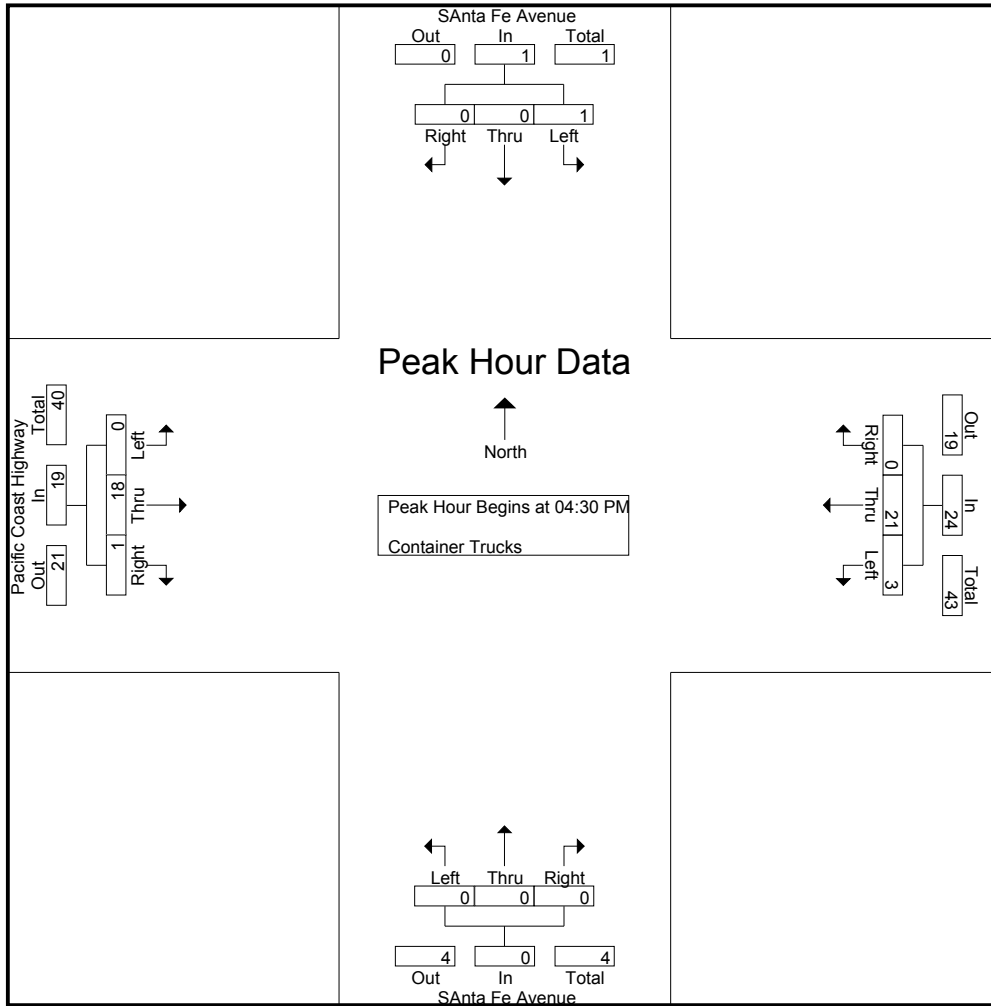 SAnta Fe Avenue
Out In Total
0 1 1
0 0 1
Right Thru Left
Peak Hour Data
North
Peak Hour Begins at 04:30 PM
Container Trucks
Pacific Coast Highway
Total In Out
40 19 21
0 18 1
Left Thru Right
Out In Total
19 24 43
0 21 3
Right Thru Left
Left Thru Right
0 0 0
4 0 4
Out In Total
SAnta Fe Avenue